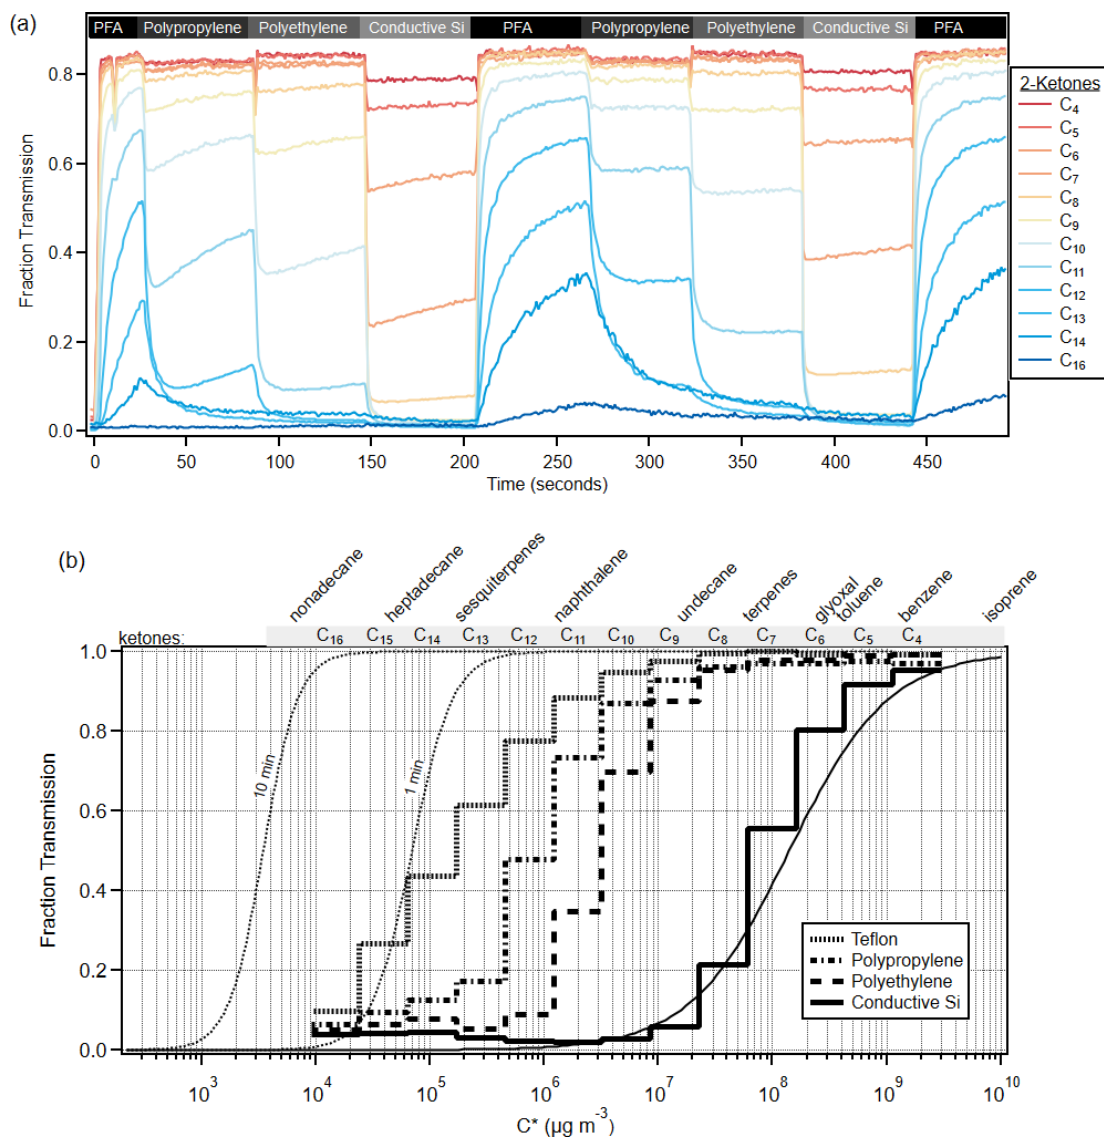 (a)
PFA Polypropylene Polyethylene Conductive Si PFA Polypropylene Polyethylene Conductive Si PFA
0.8
0.6
0.4
0.2
0.0
Fraction Transmission
0 50 100 150 200 250 300 350 400 450
Time (seconds)
2-Ketones
C4
C5
C6
C7
C8
C9
C10
C11
C12
C13
C14
C16
(b)
nonadecane heptadecane sesquiterpenes naphthalene undecane terpenes glyoxal toluene benzene isoprene
ketones: C16 C15 C14 C13 C12 C11 C10 C9 C8 C7 C6 C5 C4
1.0
0.8
0.6
0.4
0.2
0.0
Fraction Transmission
10 min
1 min
Teflon
Polypropylene
Polyethylene
Conductive Si
10^3 10^4 10^5 10^6 10^7 10^8 10^9 10^10
C* (µg m^-3)